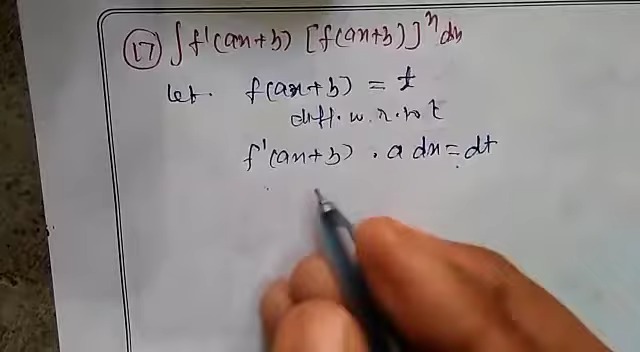 (17) ∫f'(ax+b) [f(ax+b)]^n dx
let. f(ax+b) = t
diff. w.r.to t
f'(ax+b) . a dx = dt